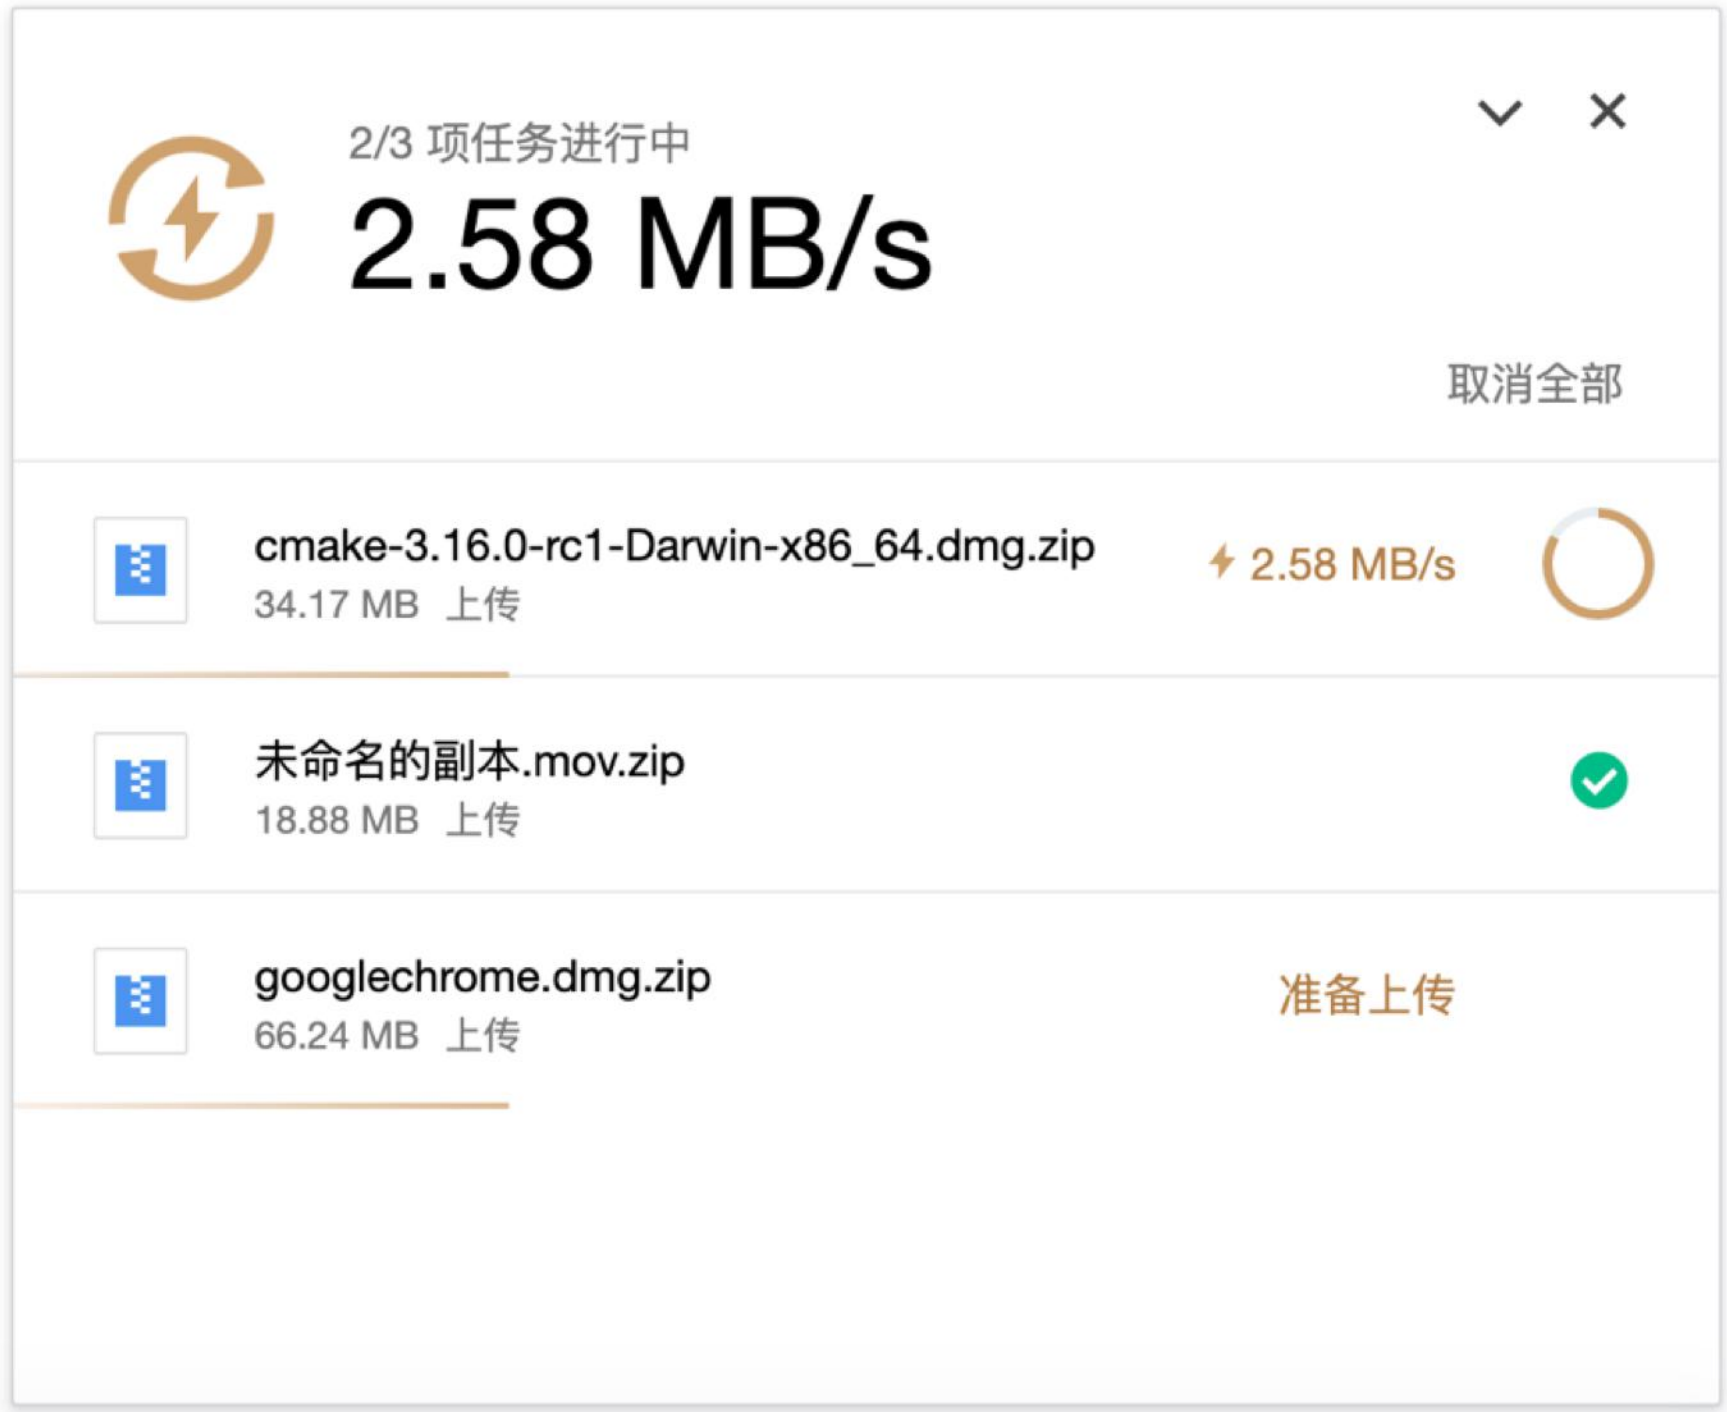 2/3 项任务进行中
2.58 MB/s
取消全部
cmake-3.16.0-rc1-Darwin-x86_64.dmg.zip
34.17 MB 上传
2.58 MB/s
未命名的副本.mov.zip
18.88 MB 上传
googlechrome.dmg.zip
66.24 MB 上传
准备上传